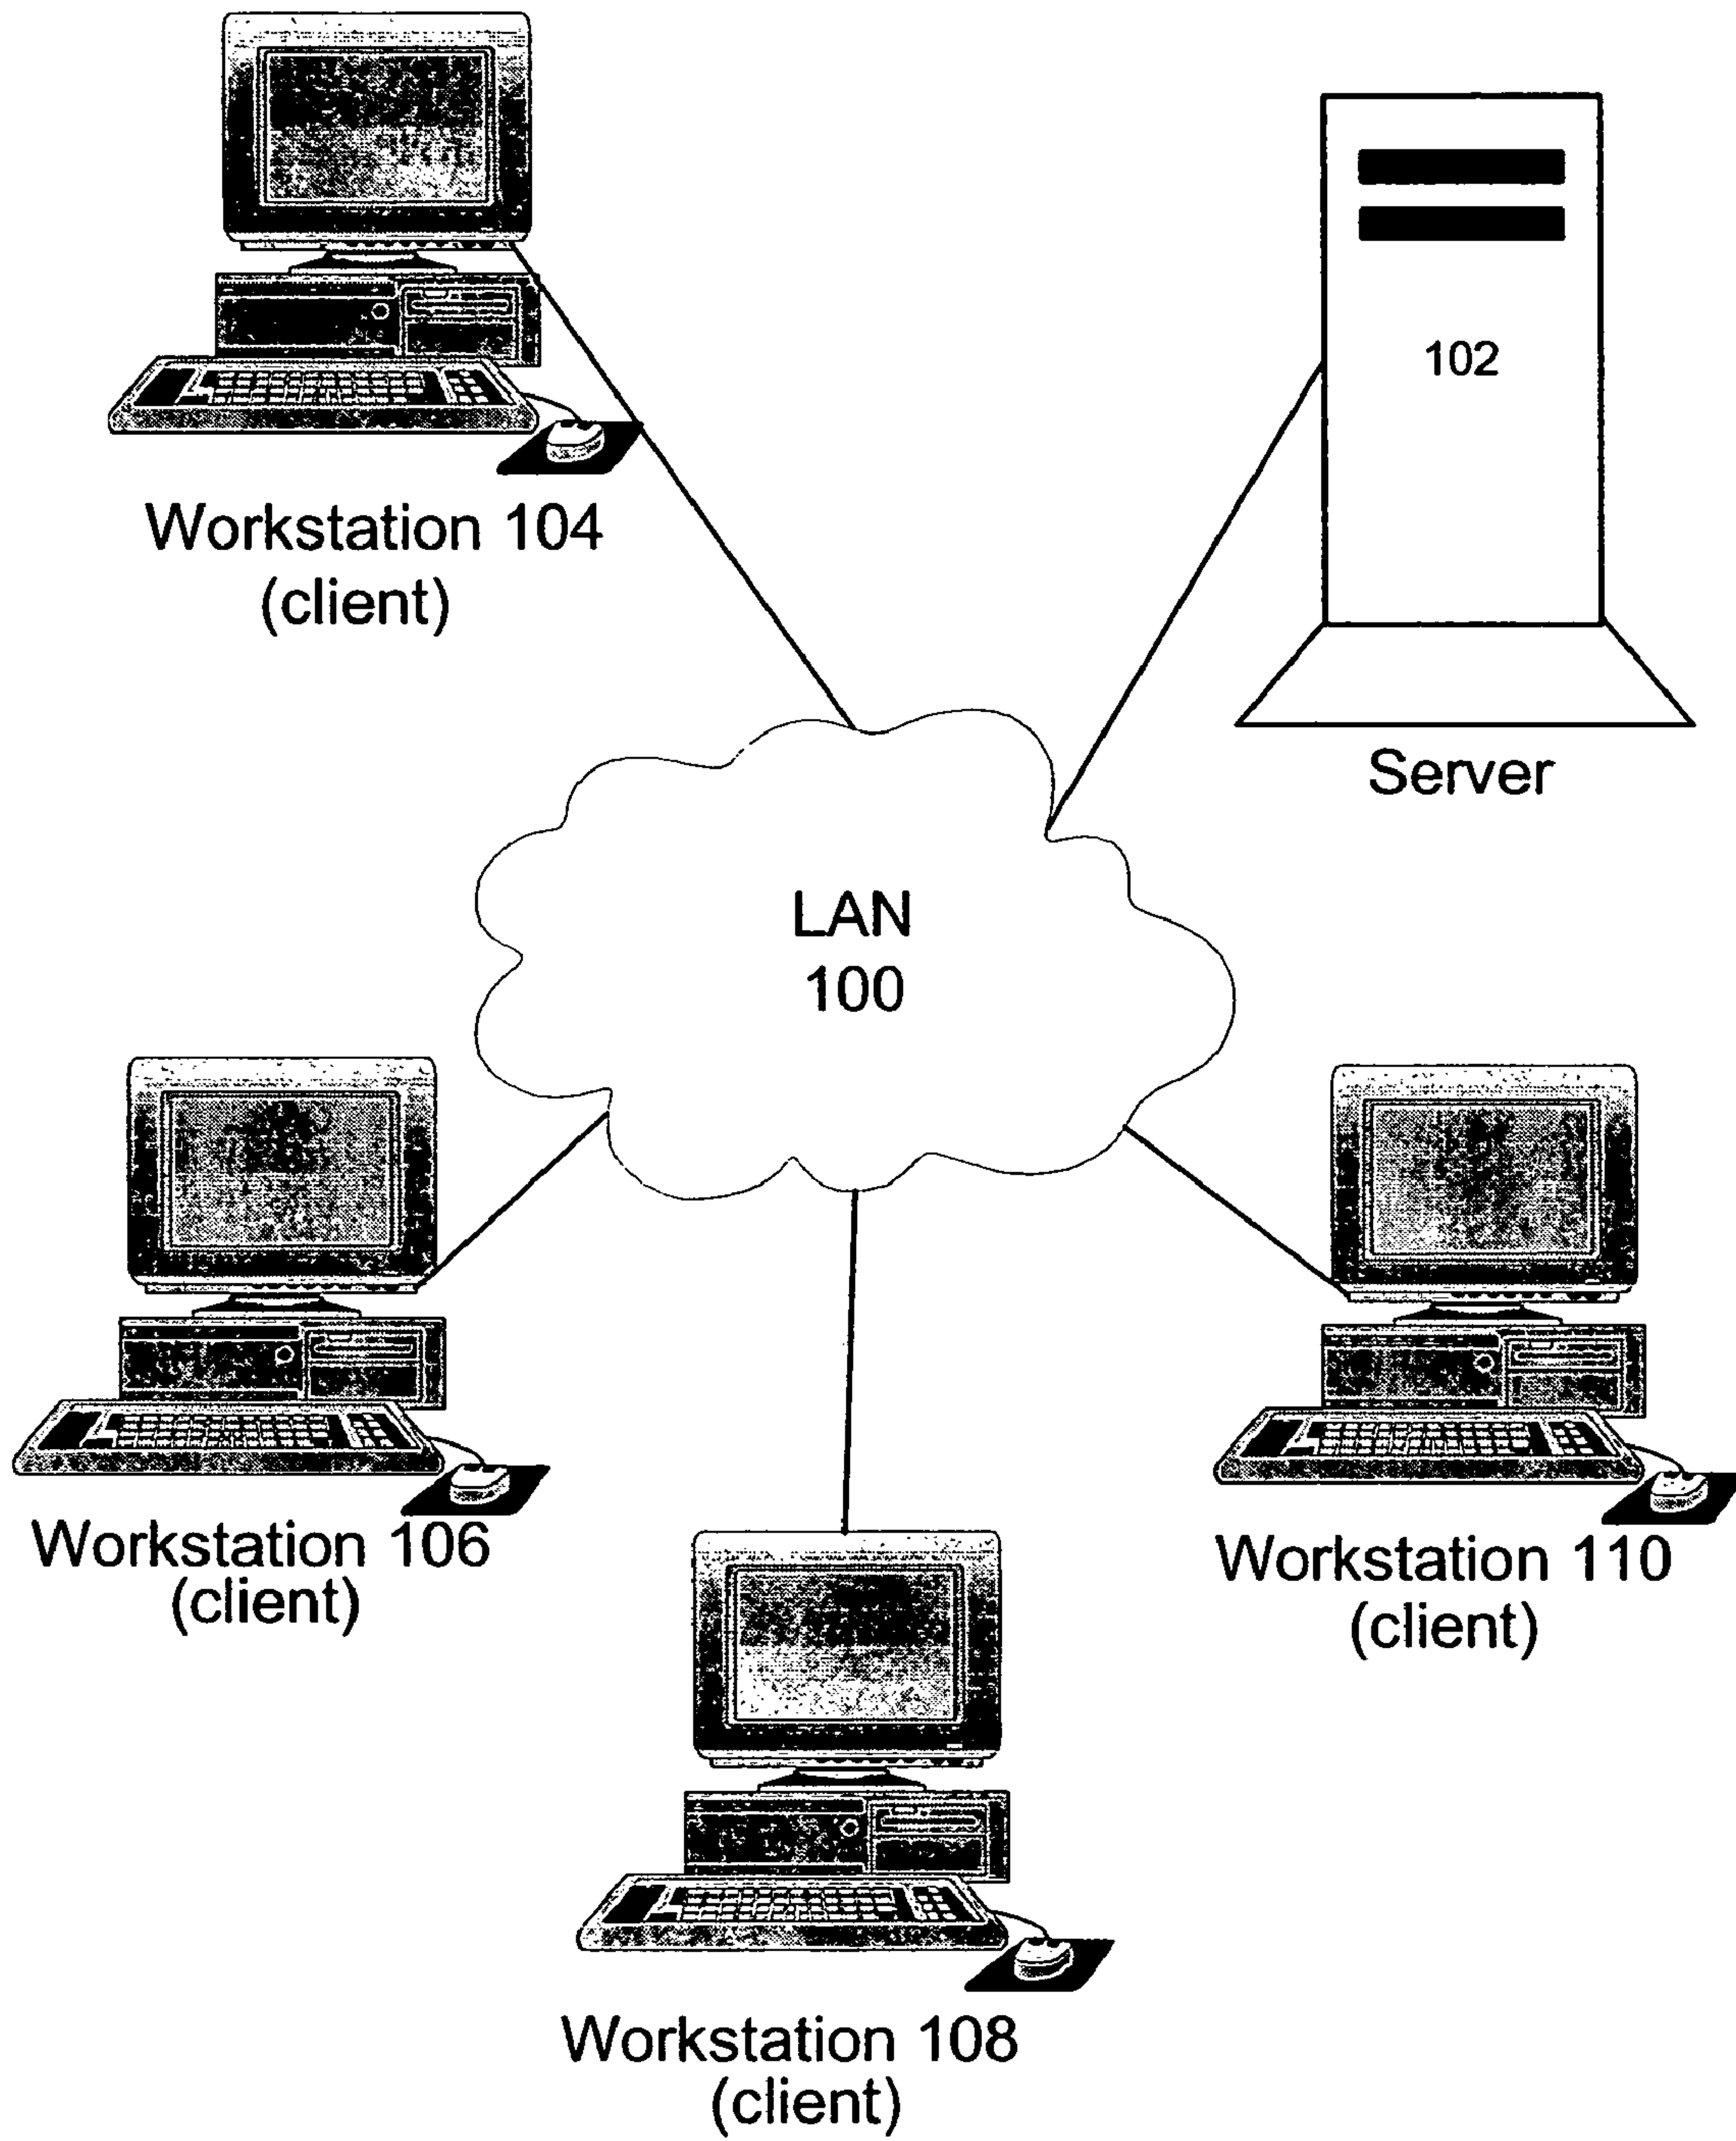 102
Workstation 104
(client)
Server
LAN
100
Workstation 106
(client)
Workstation 110
(client)
Workstation 108
(client)